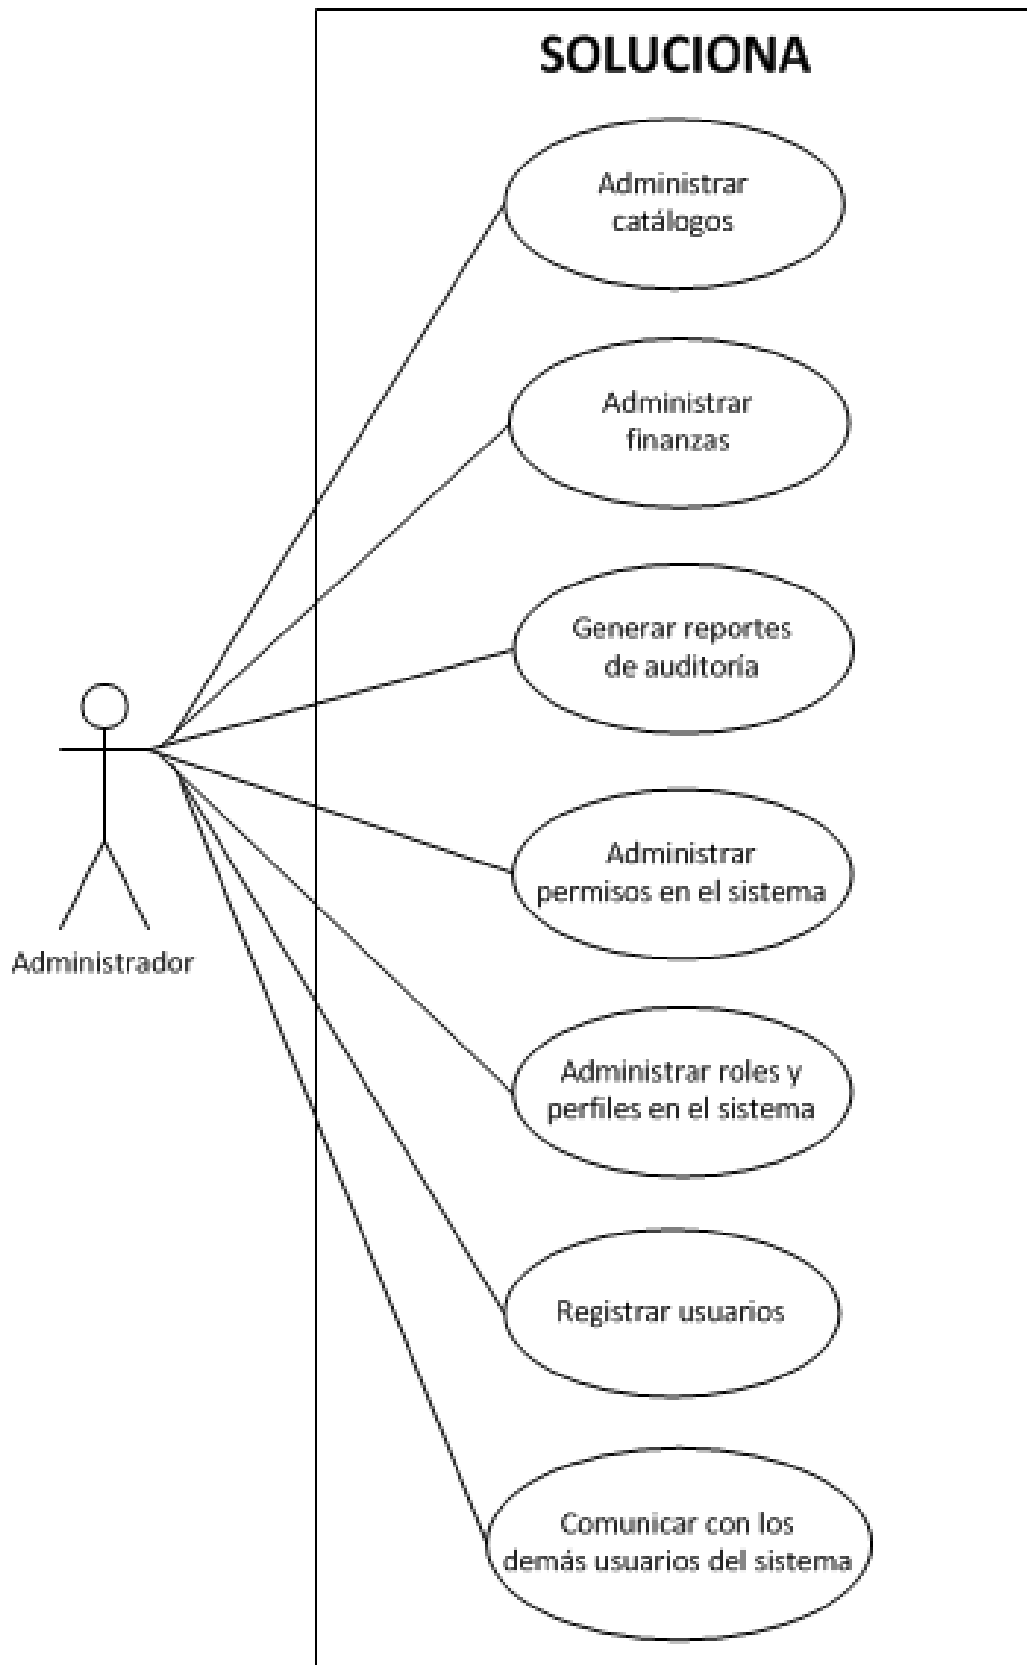 SOLUCIONA
Administrar
catálogos
Administrar
finanzas
Generar reportes
de auditoría
Administrar
permisos en el sistema
Administrador
Administrar roles y
perfiles en el sistema
Registrar usuarios
Comunicar con los
demás usuarios del sistema